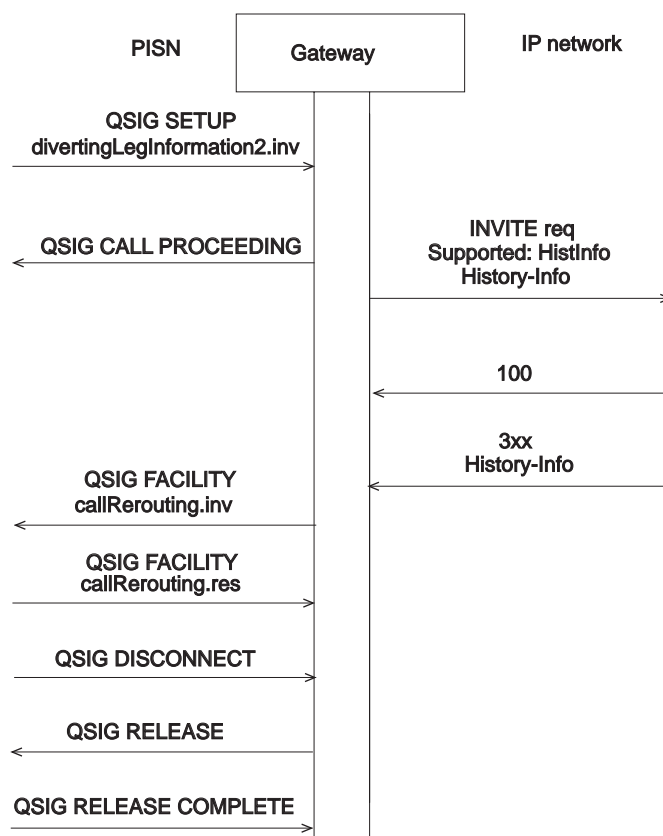 PISN
Gateway
IP network
QSIG SETUP
divertingLegInformation2.inv
QSIG CALL PROCEEDING
INVITE req
Supported: HistInfo
History-Info
100
3xx
History-Info
QSIG FACILITY
callRerouting.inv
QSIG FACILITY
callRerouting.res
QSIG DISCONNECT
QSIG RELEASE
QSIG RELEASE COMPLETE